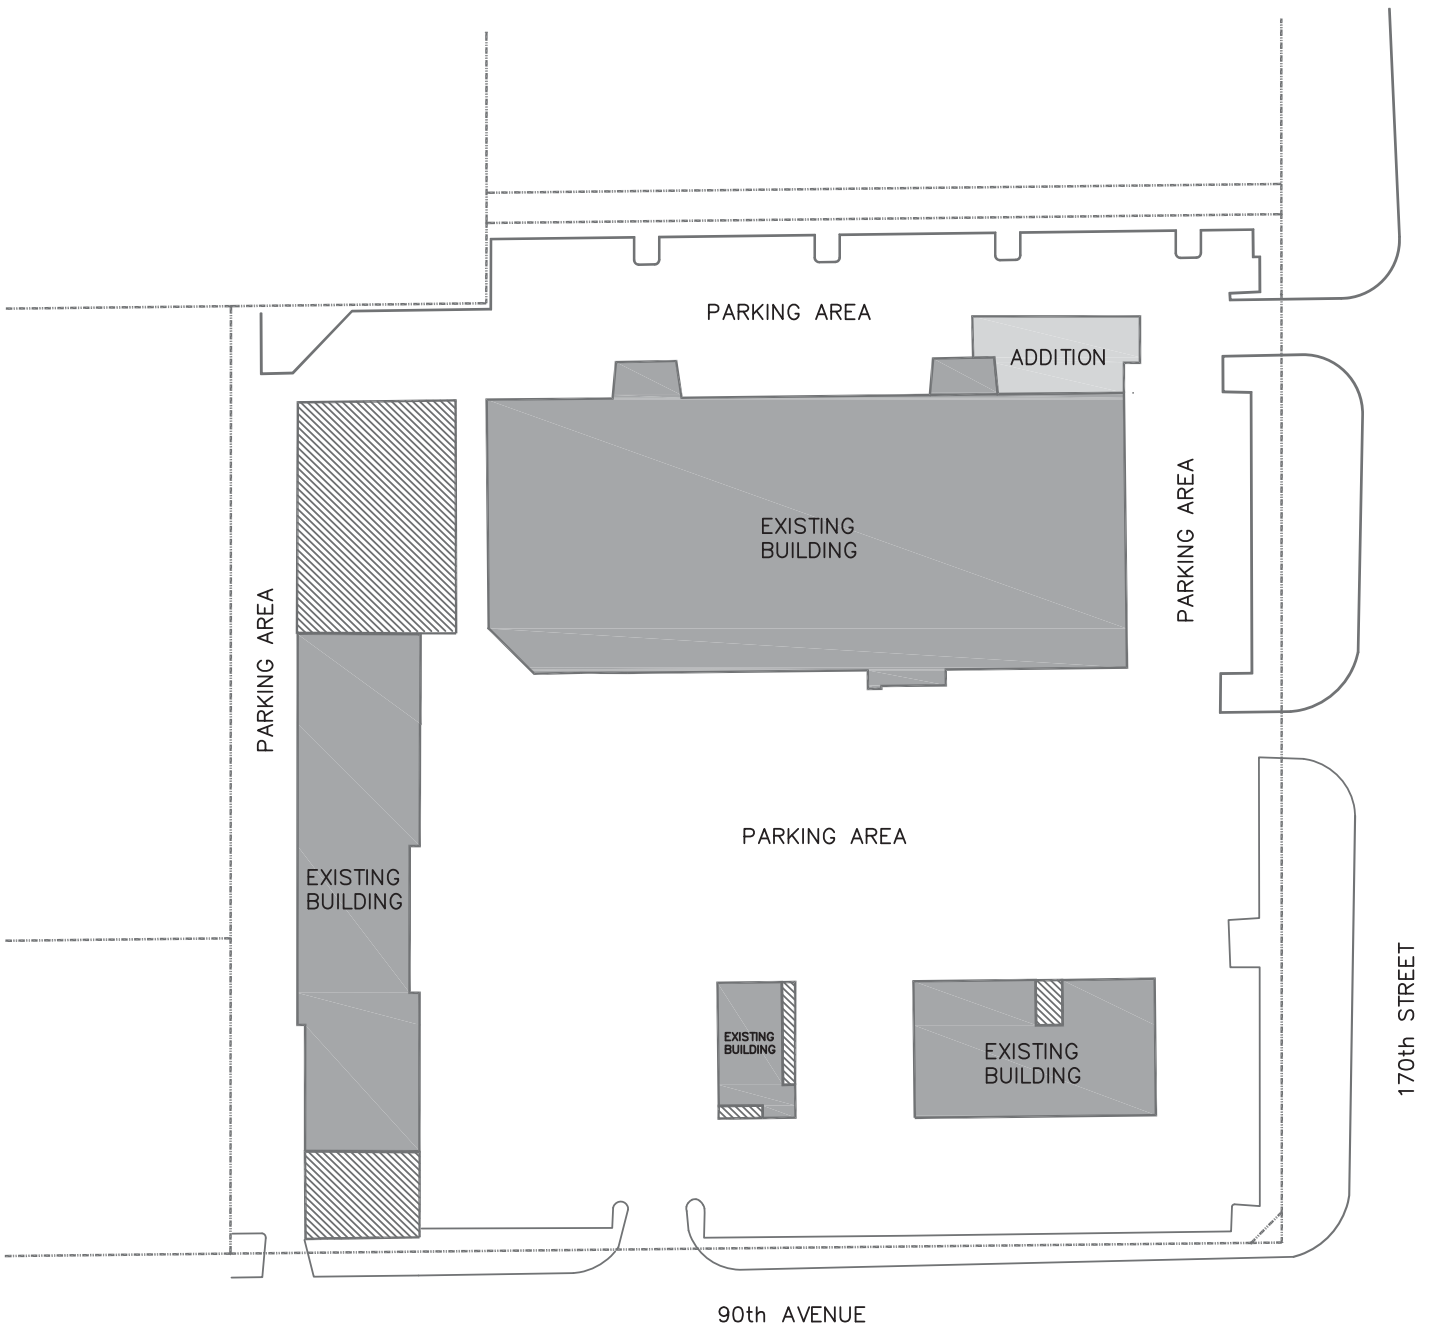 PARKING AREA
ADDITION
EXISTING
BUILDING
PARKING AREA
PARKING AREA
PARKING AREA
EXISTING
BUILDING
EXISTING
BUILDING
EXISTING
BUILDING
170th STREET
90th AVENUE